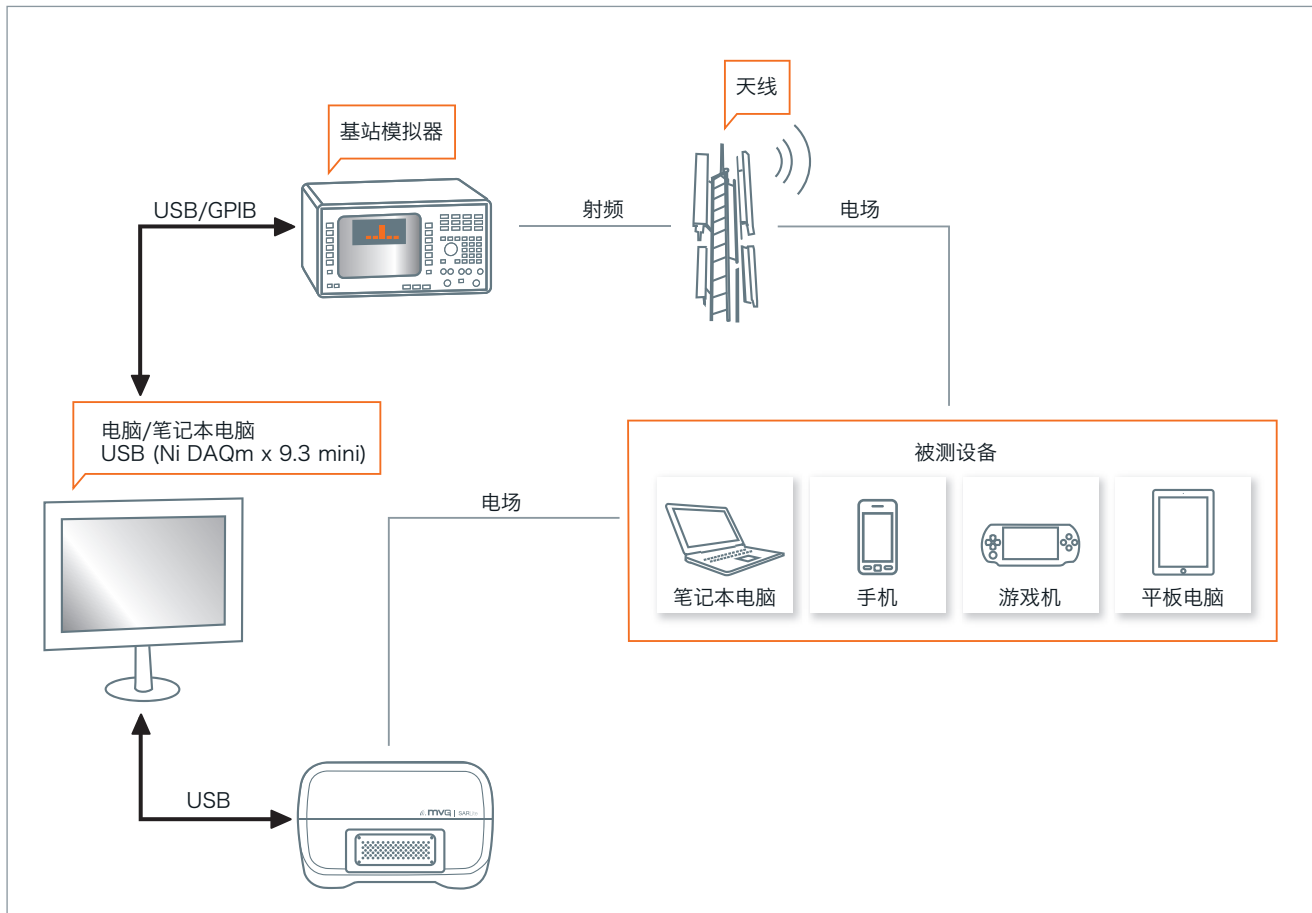 天线
基站模拟器
USB/GPIB
射频
电场
电脑/笔记本电脑
USB (Ni DAQm x 9.3 mini)
被测设备
电场
笔记本电脑
手机
游戏机
平板电脑
USB
mvg | SARLite